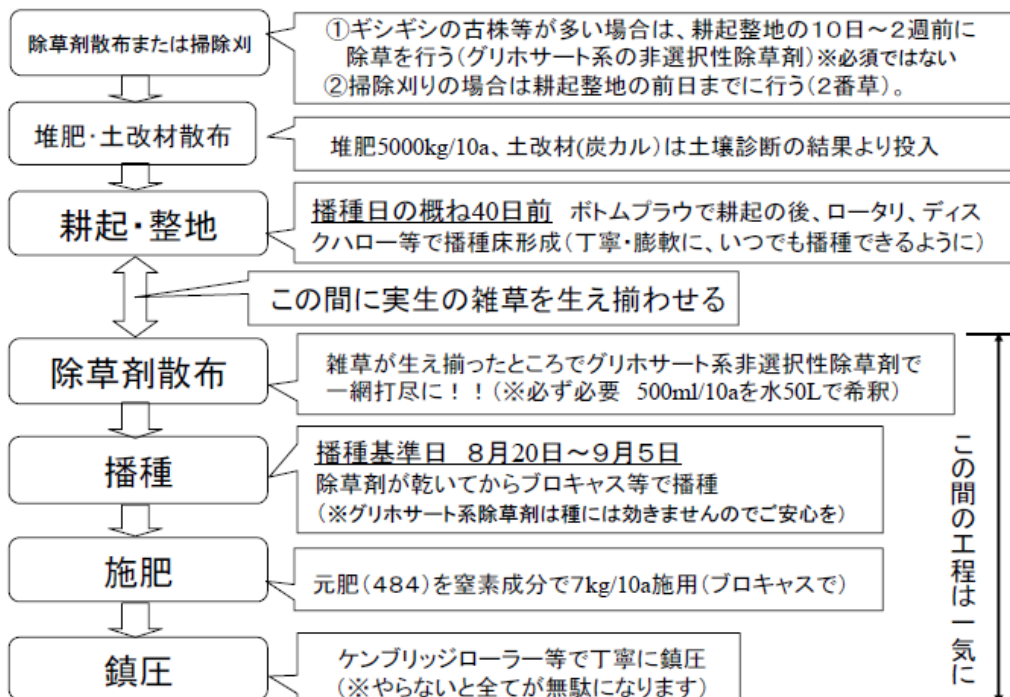 除草剤散布または掃除刈
①ギシギシの古株等が多い場合は、耕起整地の10日～2週前に
除草を行う(グリホサート系の非選択性除草剤)※必須ではない
②掃除刈りの場合は耕起整地の前日までに行う(2番草)。
堆肥・土改材散布
堆肥5000kg/10a、土改材(炭カル)は土壌診断の結果より投入
耕起・整地
播種日の概ね40日前 ボトムプラウで耕起の後、ロータリ、ディス
クハロー等で播種床形成(丁寧・膨軟に、いつでも播種できるように)
この間に実生の雑草を生え揃わせる
除草剤散布
雑草が生え揃ったところでグリホサート系非選択性除草剤で
一網打尽に!!(※必ず必要 500ml/10aを水50Lで希釈)
播種
播種基準日 8月20日～9月5日
除草剤が乾いてからブロキャス等で播種
(※グリホサート系除草剤は種には効きませんのでご安心を)
施肥
元肥(484)を窒素成分で7kg/10a施用(ブロキャスで)
鎮圧
ケンブリッジローラー等で丁寧に鎮圧
(※やらないと全てが無駄になります)
この間の工程は一気に